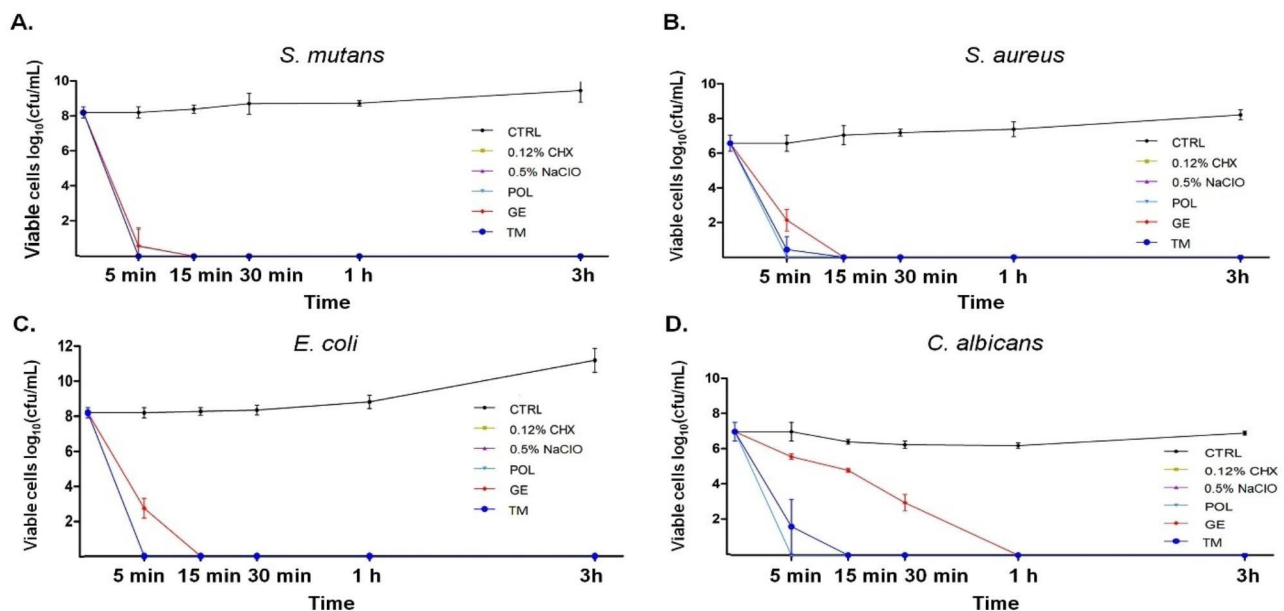 A.
S. mutans
Viable cells log10(cfu/mL)
10
8
6
4
2
CTRL
0.12% CHX
0.5% NaClO
POL
GE
TM
5 min 15 min 30 min 1 h 3h
Time
B.
S. aureus
Viable cells log10(cfu/mL)
10
8
6
4
2
CTRL
0.12% CHX
0.5% NaClO
POL
GE
TM
5 min 15 min 30 min 1 h 3h
Time
C.
E. coli
Viable cells log10(cfu/mL)
12
10
8
6
4
2
CTRL
0.12% CHX
0.5% NaClO
POL
GE
TM
5 min 15 min 30 min 1 h 3h
Time
D.
C. albicans
Viable cells log10(cfu/mL)
10
8
6
4
2
CTRL
0.12% CHX
0.5% NaClO
POL
GE
TM
5 min 15 min 30 min 1 h 3h
Time